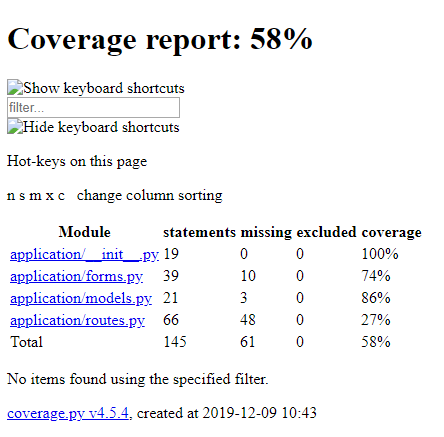 Coverage report: 58%
Show keyboard shortcuts
filter...
Hide keyboard shortcuts
Hot-keys on this page
n s m x c change column sorting
Module statements missing excluded coverage
application/__init__.py 19 0 0 100%
application/forms.py 39 10 0 74%
application/models.py 21 3 0 86%
application/routes.py 66 48 0 27%
Total 145 61 0 58%
No items found using the specified filter.
coverage.py v4.5.4, created at 2019-12-09 10:43